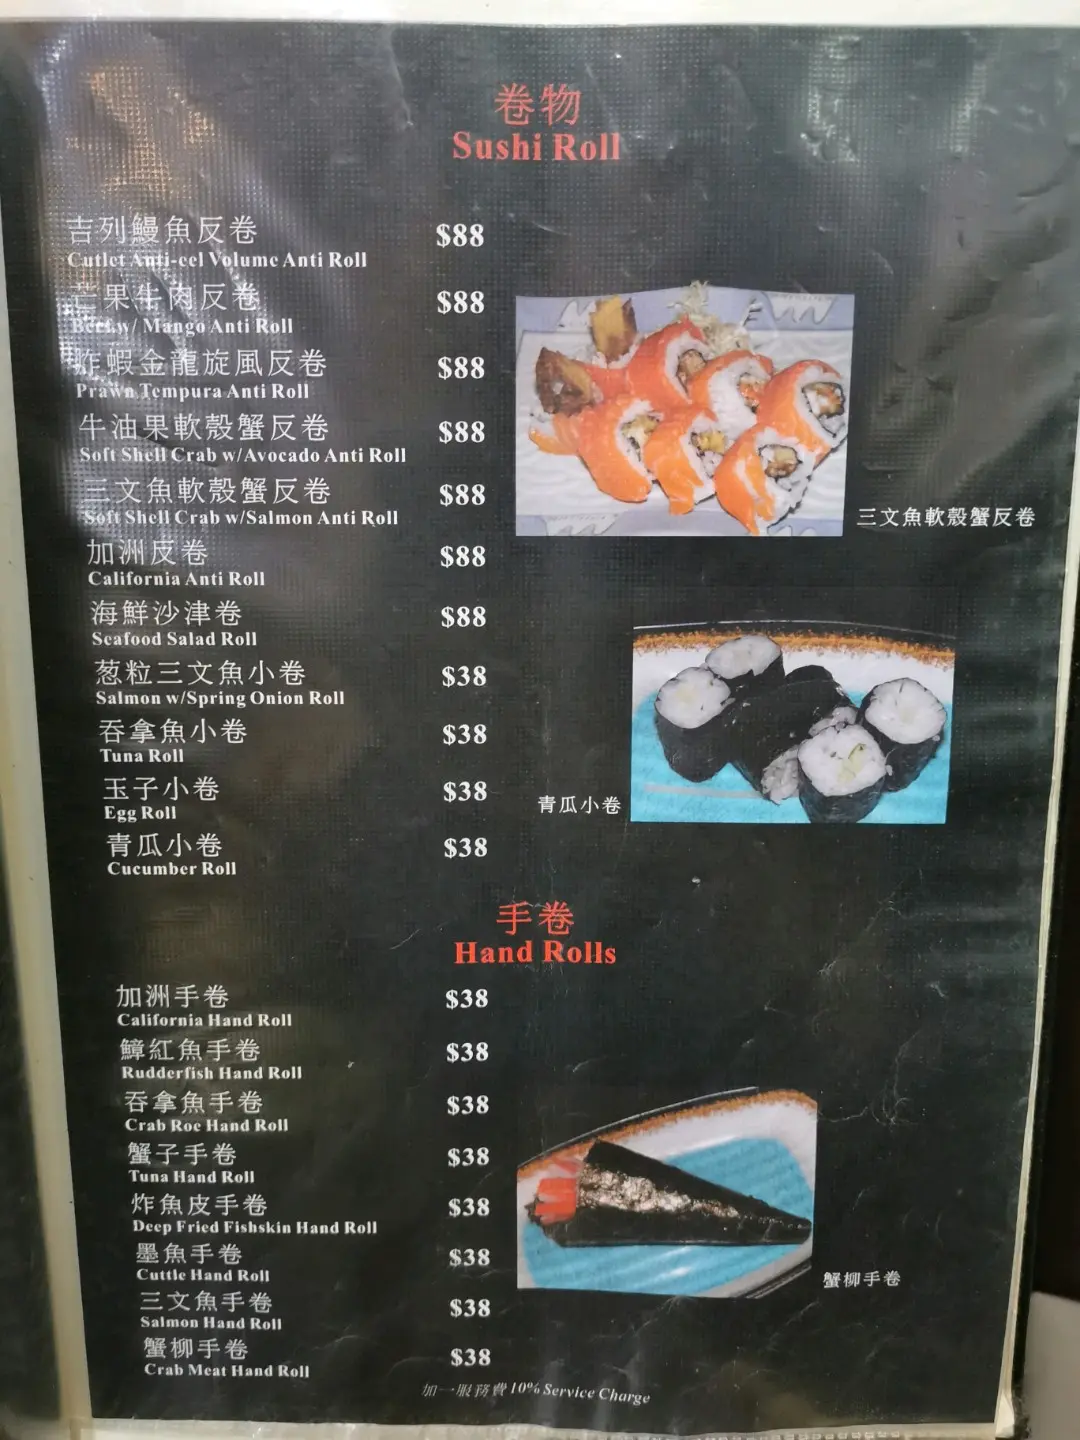 卷物
Sushi Roll
吉列鰻魚反卷 $88
Cutlet Anti-eel Volume Anti Roll
芒果牛肉反卷 $88
Beef w/ Mango Anti Roll
炸蝦金龍旋風反卷 $88
Prawn Tempura Anti Roll
牛油果軟殼蟹反卷 $88
Soft Shell Crab w/Avocado Anti Roll
三文魚軟殼蟹反卷 $88
Soft Shell Crab w/Salmon Anti Roll
三文魚軟殼蟹反卷
加洲反卷 $88
California Anti Roll
海鮮沙津卷 $88
Seafood Salad Roll
葱粒三文魚小卷 $38
Salmon w/Spring Onion Roll
吞拿魚小卷 $38
Tuna Roll
玉子小卷 $38
Egg Roll
青瓜小卷
青瓜小卷 $38
Cucumber Roll
手卷
Hand Rolls
加洲手卷 $38
California Hand Roll
鱆紅魚手卷 $38
Rudderfish Hand Roll
吞拿魚手卷 $38
Crab Roe Hand Roll
蟹子手卷 $38
Tuna Hand Roll
炸魚皮手卷 $38
Deep Fried Fishskin Hand Roll
墨魚手卷 $38
Cuttle Hand Roll
蟹柳手卷
三文魚手卷 $38
Salmon Hand Roll
蟹柳手卷 $38
Crab Meat Hand Roll
加一服務費 10% Service Charge